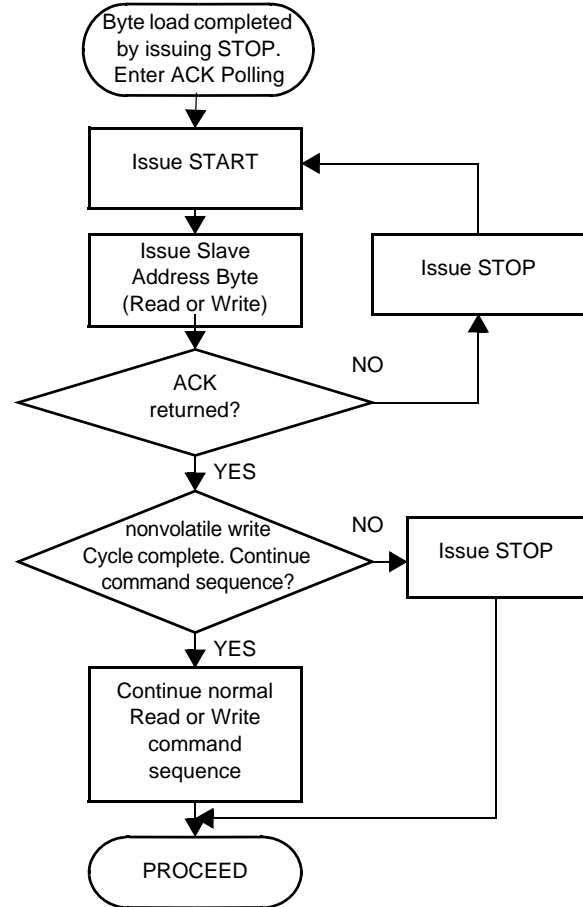 Byte load completed
by issuing STOP.
Enter ACK Polling
Issue START
Issue Slave
Address Byte
(Read or Write)
Issue STOP
ACK
returned?
NO
YES
nonvolatile write
Cycle complete. Continue
command sequence?
NO
Issue STOP
YES
Continue normal
Read or Write
command
sequence
PROCEED